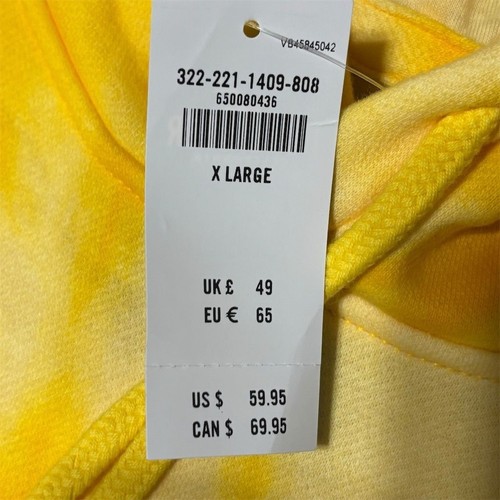 VB45845042
322-221-1409-808
650080436
X LARGE
UK £ 49
EU € 65
US $ 59.95
CAN $ 69.95